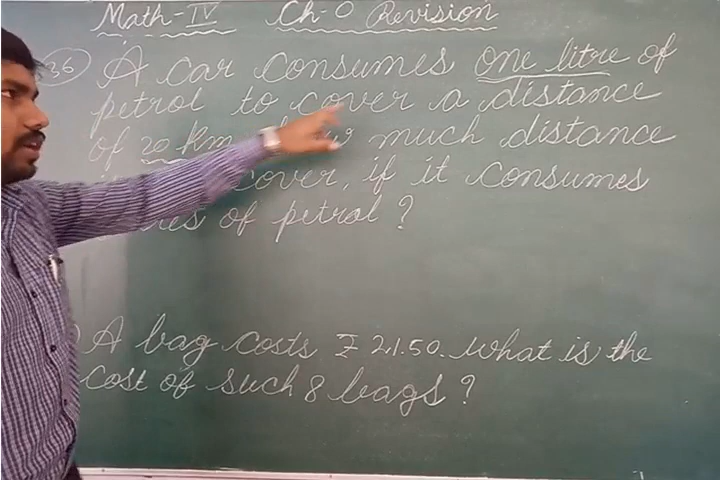 Math-IV Ch-0 Revision
36 A car consumes one litre of
petrol to cover a distance
of 20 km. much distance
cover, if it consumes
of petrol?
A bag costs ₹ 21.50. What is the
cost of such 8 bags?